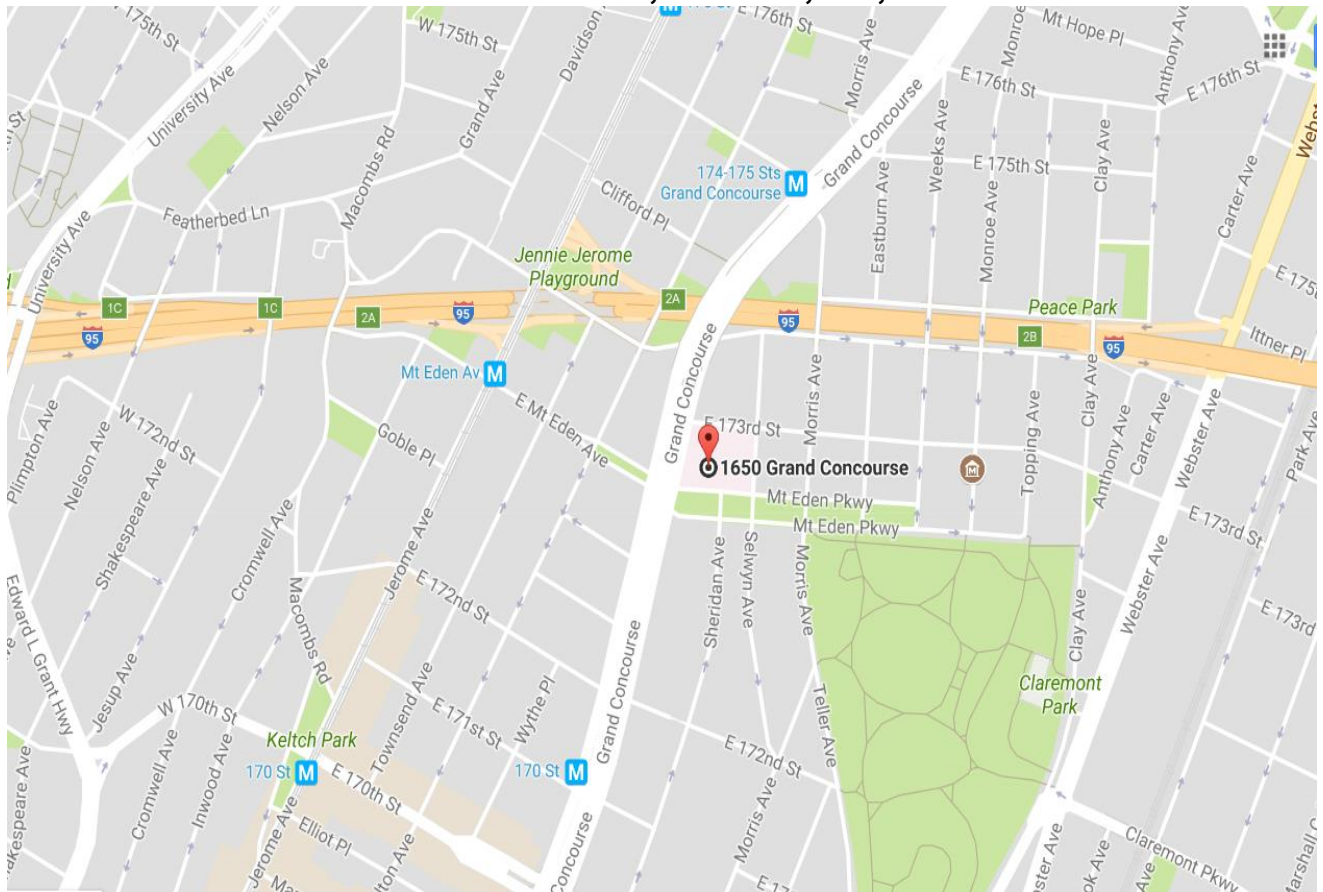 W 175th St
E 176th St
Mt Hope Pl
W 175th St
Davidson
Morris Ave
Monroe
Anthony Ave
University Ave
Nelson Ave
Grand Ave
Grand Concourse
E 176th St
E 176th St
Macombs Rd
174-175 Sts
Grand Concourse
Weeks Ave
E 175th St
Clay Ave
Carter Ave
Featherbed Ln
Clifford Pl
Eastburn Ave
Monroe Ave
University Ave
Jennie Jerome
Playground
Morris Ave
Peace Park
1C
1C
2A
95
2A
95
2B
95
95
Ittner Pl
Mt Eden Av
M
Grand Concourse
Morris Ave
Clay Ave
Plimpton Ave
W 172nd St
Goble Pl
E Mt Eden Ave
E 173rd St
Topping Ave
Anthony Ave
Carter Ave
Webster Ave
Park Ave
1650 Grand Concourse
Nelson Ave
Shakespeare Ave
Cromwell Ave
Jerome Ave
Mt Eden Pkwy
Mt Eden Pkwy
E 173rd St
Edward L Grant Hwy
Macombs Rd
E 172nd St
Sheridan Ave
Selwyn Ave
Morris Ave
Clay Ave
Webster Ave
E 173rd
Jesup Ave
W 170th St
Townsend Ave
E 171st St
Wythe Pl
Grand Concourse
Teller Ave
Claremont
Park
Keltch Park
170 St
M
170 St
M
E 172nd St
Cromwell Ave
Inwood Ave
E 170th St
Elliot Pl
Jerome Ave
Concourse
Morris Ave
Claremont Pkwy